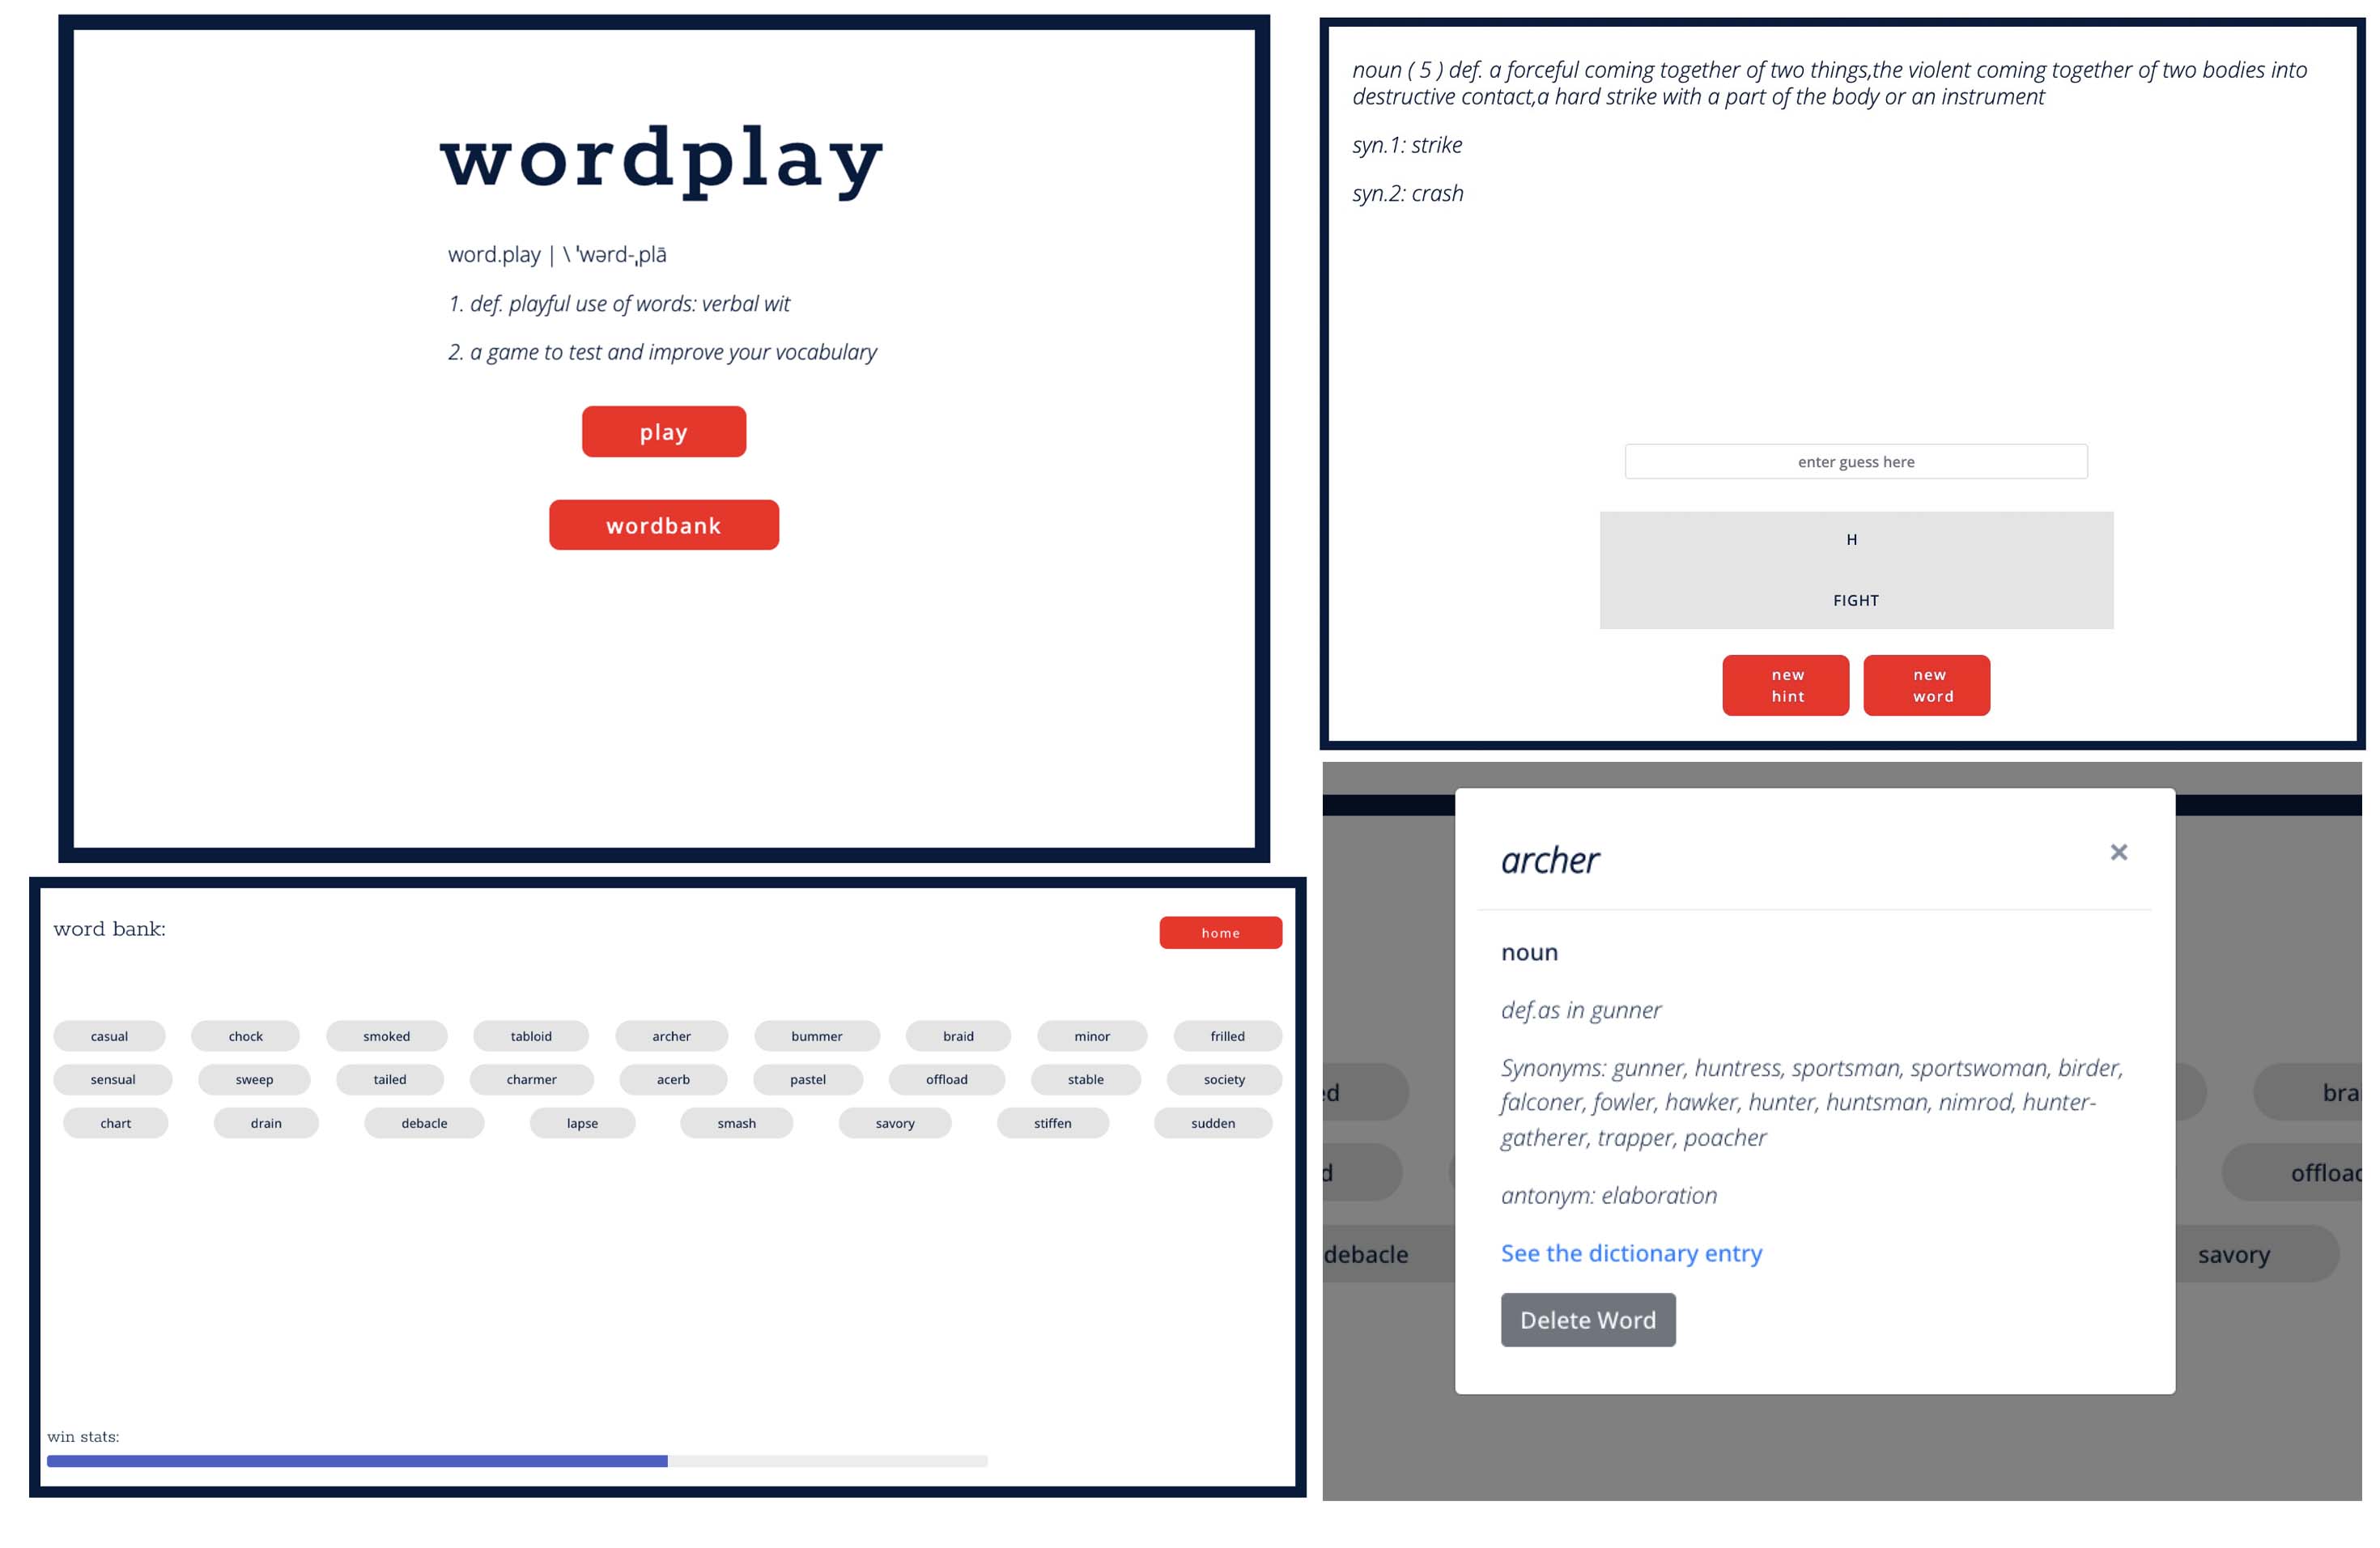 wordplay
word.play | \ ˈwərd-ˌplā
1. def. playful use of words: verbal wit
2. a game to test and improve your vocabulary
play
wordbank
noun ( 5 ) def. a forceful coming together of two things,the violent coming together of two bodies into
destructive contact,a hard strike with a part of the body or an instrument
syn.1: strike
syn.2: crash
enter guess here
H
FIGHT
new
hint
new
word
word bank:
home
casual chock smoked tabloid archer bummer braid minor frilled
sensual sweep tailed charmer acerb pastel offload stable society
chart drain debacle lapse smash savory stiffen sudden
win stats:
archer
×
noun
def.as in gunner
Synonyms: gunner, huntress, sportsman, sportswoman, birder,
falconer, fowler, hawker, hunter, huntsman, nimrod, hunter-
gatherer, trapper, poacher
antonym: elaboration
See the dictionary entry
Delete Word
ed
brai
d
offload
debacle
savory